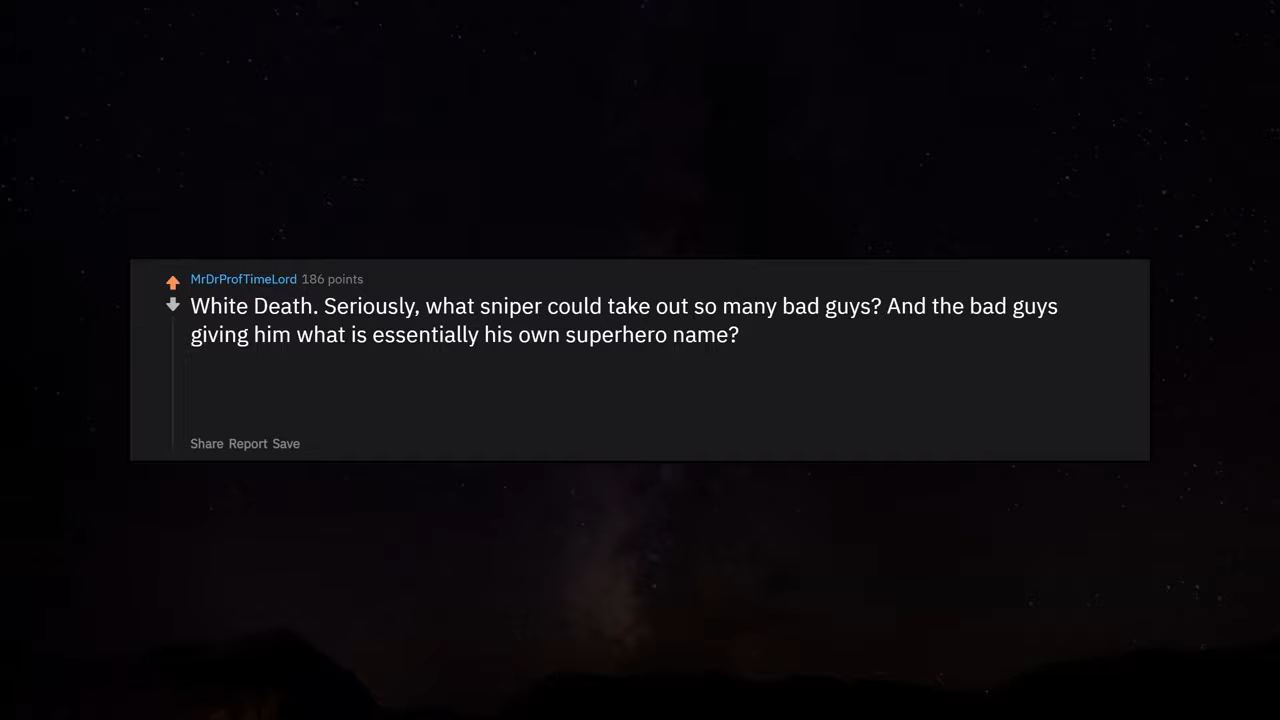 MrDrProfTimeLord 186 points
White Death. Seriously, what sniper could take out so many bad guys? And the bad guys
giving him what is essentially his own superhero name?
Share Report Save